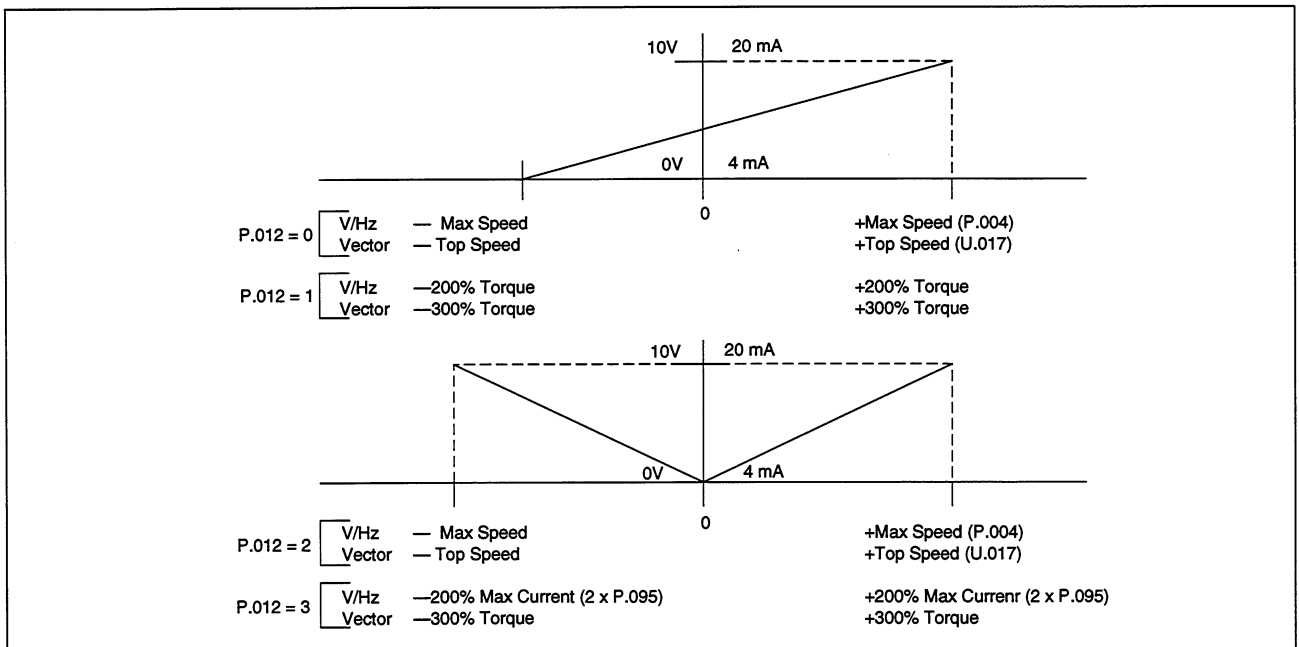 10V 20 mA
0V 4 mA
0
P.012 = 0 V/Hz — Max Speed +Max Speed (P.004)
Vector — Top Speed +Top Speed (U.017)
P.012 = 1 V/Hz —200% Torque +200% Torque
Vector —300% Torque +300% Torque
10V 20 mA
0V 4 mA
0
P.012 = 2 V/Hz — Max Speed +Max Speed (P.004)
Vector — Top Speed +Top Speed (U.017)
P.012 = 3 V/Hz —200% Max Current (2 x P.095) +200% Max Currenr (2 x P.095)
Vector —300% Torque +300% Torque